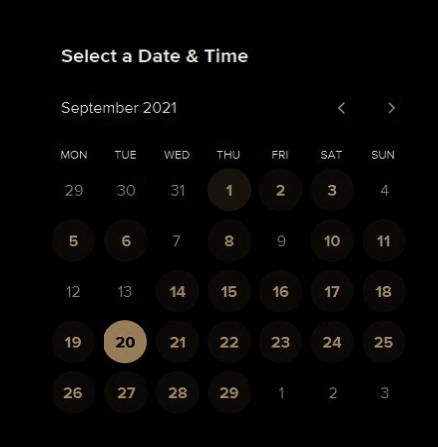 Select a Date & Time
September 2021
MON TUE WED THU FRI SAT SUN
29 30 31 1 2 3 4
5 6 7 8 9 10 11
12 13 14 15 16 17 18
19 20 21 22 23 24 25
26 27 28 29 1 2 3